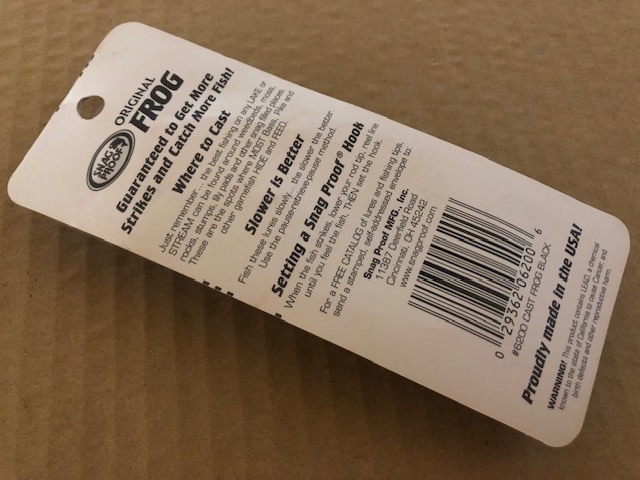 SNAG PROOF
ORIGINAL
FROG
Guaranteed to Get More
Strikes and Catch More Fish!
Where to Cast
Just remember... the best fishing on any LAKE or
STREAM can be found around weedbeds, moss,
rocks, stumps, lily pads and other snag filled places.
These are the spots where MOST Bass, Pike and
other gamefish HIDE and FEED.
Slower is Better
Fish these lures slowly... the slower the better.
Use the pause-retrieve-pause method.
Setting a Snag Proof® Hook
When the fish strikes, lower your rod tip, reel line
until you feel the fish, THEN set the hook.
For a FREE CATALOG of lures and fishing tips,
send a stamped, self-addressed envelope to:
Snag Proof MFG., Inc.
11387 Deerfield Road
Cincinnati, OH 45242
www.snagproof.com
0 29362 06200 6
#6200 CAST FROG BLACK
Proudly made in the USA!
WARNING! This product contains LEAD, a chemical
known to the state of California to cause Cancer, and
birth defects and other reproductive harm.